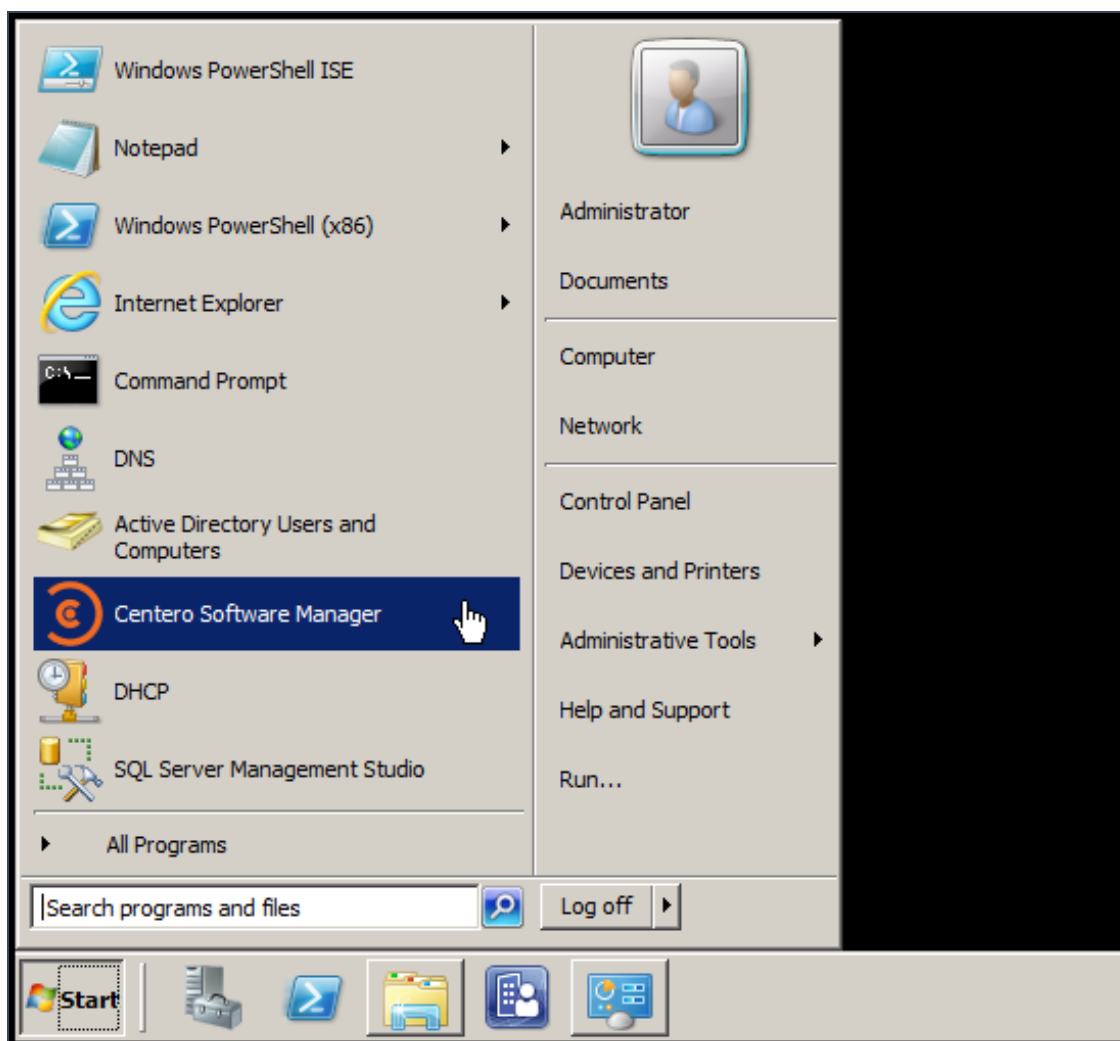 Windows PowerShell ISE
Notepad
Windows PowerShell (x86)
Internet Explorer
C:\_
Command Prompt
DNS
Active Directory Users and
Computers
Centero Software Manager
DHCP
SQL Server Management Studio
All Programs
Search programs and files
Administrator
Documents
Computer
Network
Control Panel
Devices and Printers
Administrative Tools
Help and Support
Run...
Log off
Start